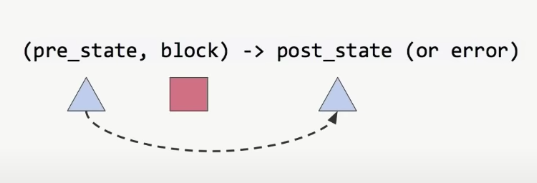 (pre_state, block) -> post_state (or error)